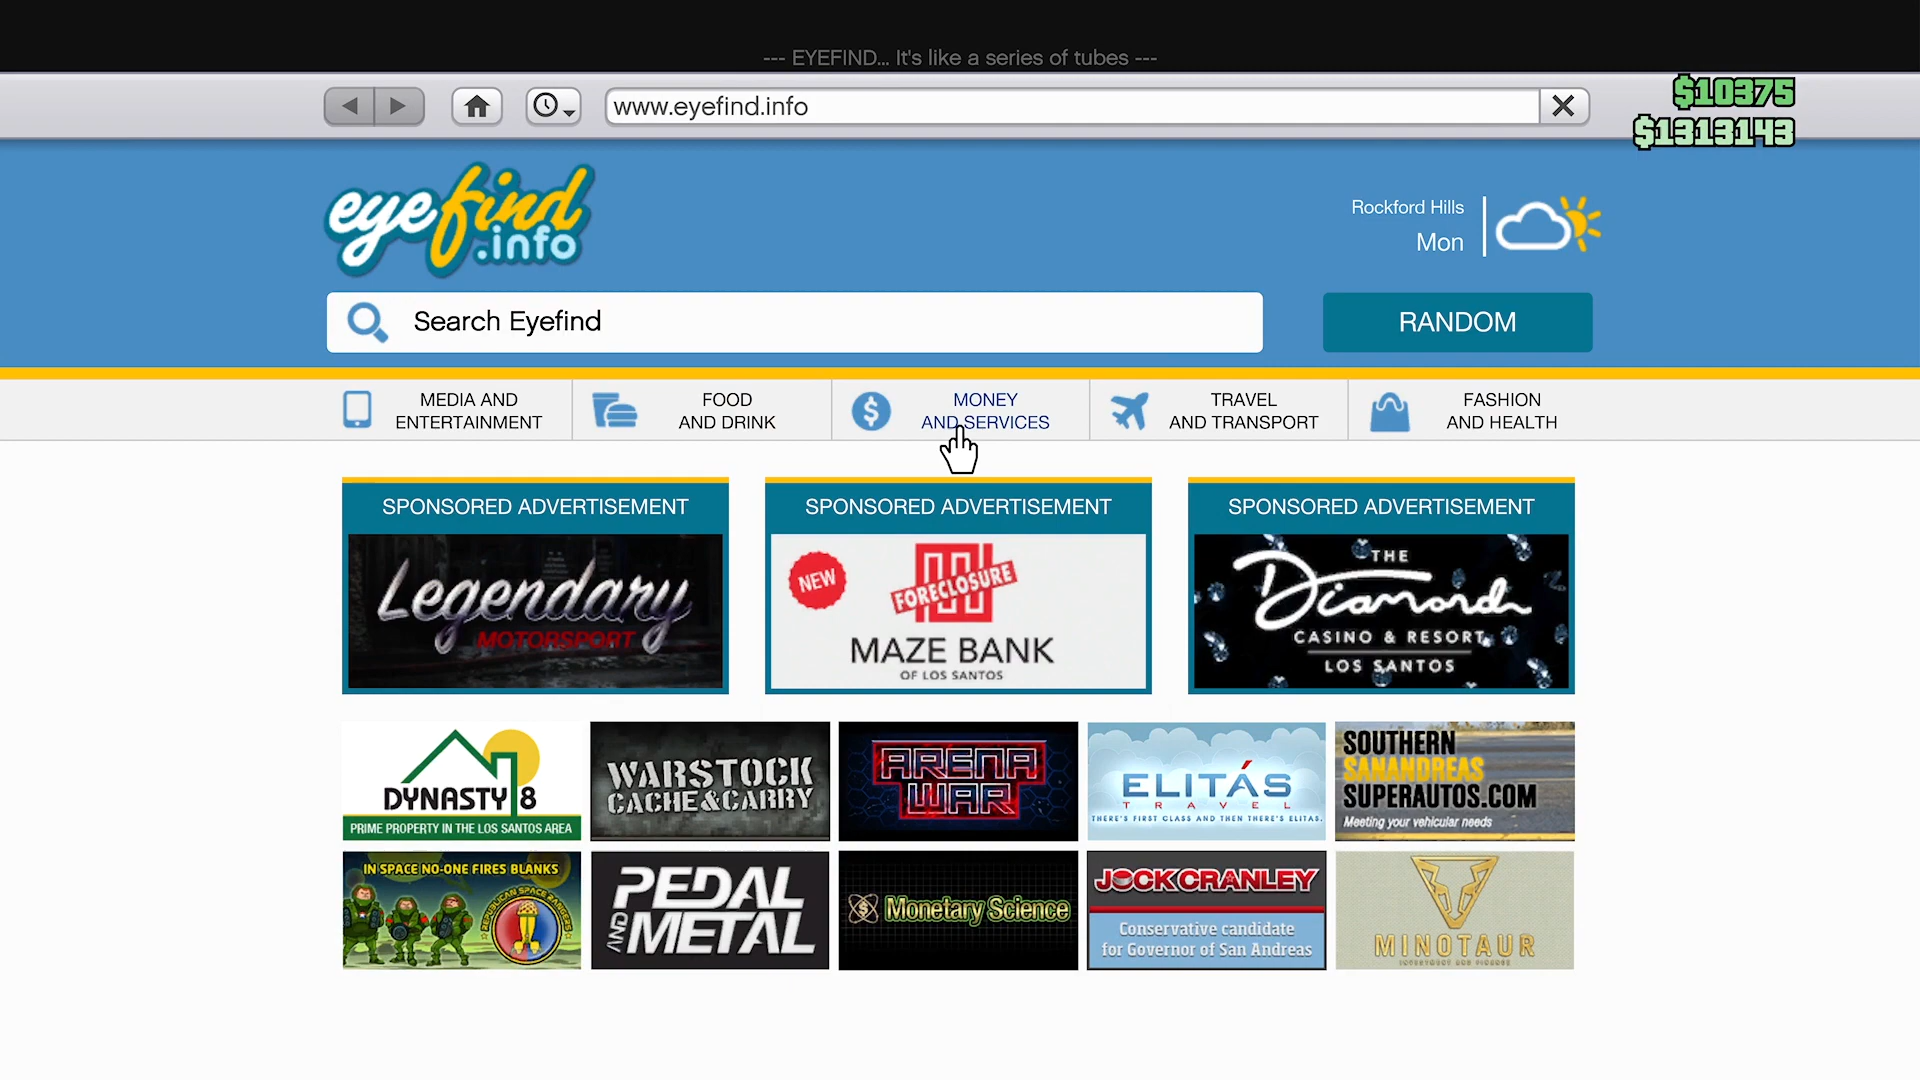 --- EYEFIND... It's like a series of tubes ---
www.eyefind.info
$10375
$1313143
eyefind
.info
Rockford Hills
Mon
Search Eyefind
RANDOM
MEDIA AND
ENTERTAINMENT
FOOD
AND DRINK
MONEY
AND SERVICES
TRAVEL
AND TRANSPORT
FASHION
AND HEALTH
SPONSORED ADVERTISEMENT
Legendary
MOTORSPORT
SPONSORED ADVERTISEMENT
NEW
FORECLOSURE
MAZE BANK
OF LOS SANTOS
SPONSORED ADVERTISEMENT
THE
Diamond
CASINO & RESORT
LOS SANTOS
DYNASTY 8
PRIME PROPERTY IN THE LOS SANTOS AREA
WARSTOCK
CACHE&CARRY
ARENA
WAR
ELITÁS
TRAVEL
THERE'S FIRST CLASS AND THEN THERE'S ELITAS.
SOUTHERN
SANANDREAS
SUPERAUTOS.COM
Meeting your vehicular needs
IN SPACE NO-ONE FIRES BLANKS
REPUBLICAN SPACE RANGERS
PEDAL
AND
METAL
Monetary Science
JOCK CRANLEY
Conservative candidate
for Governor of San Andreas
MINOTAUR
INVESTMENT AND FINANCE